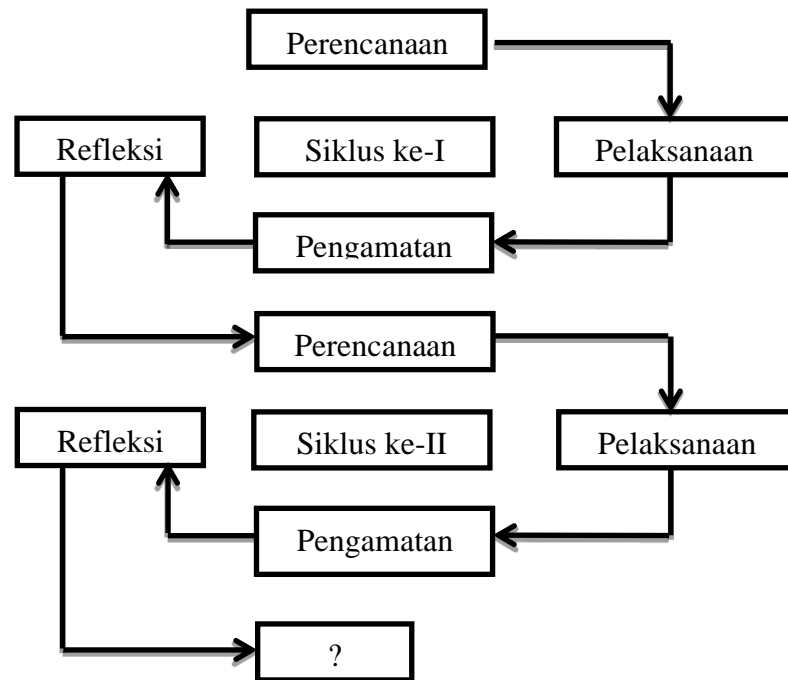 Perencanaan
Refleksi
Siklus ke-I
Pelaksanaan
Pengamatan
Perencanaan
Refleksi
Siklus ke-II
Pelaksanaan
Pengamatan
?